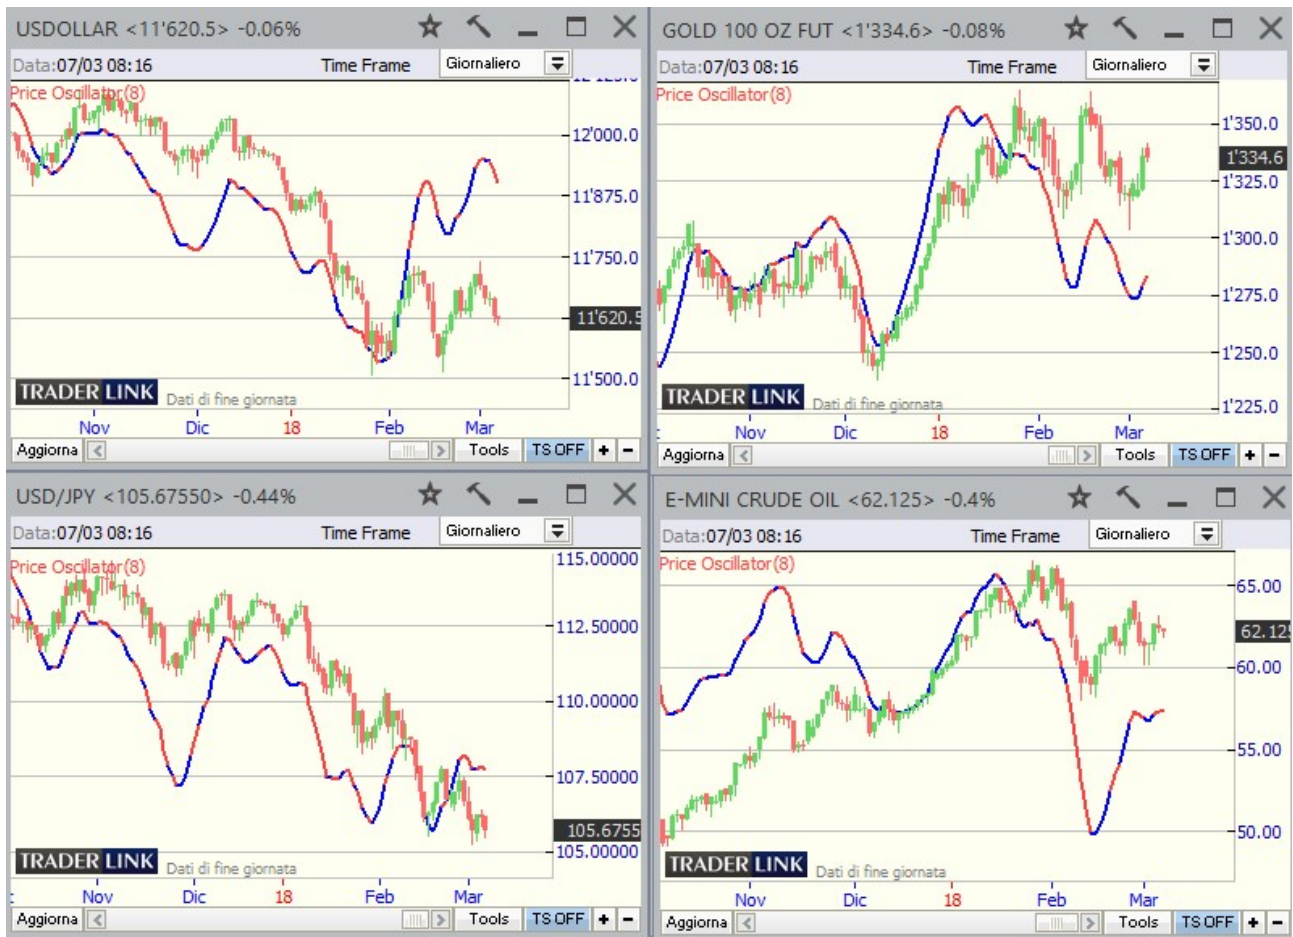 USDOLLAR <11'620.5> -0.06%
Data:07/03 08:16 Time Frame Giornaliero
Price Oscillator(8)
12'000.0
11'875.0
11'750.0
11'620.5
11'500.0
TRADER LINK Dati di fine giornata
Nov Dic 18 Feb Mar
Aggiorna < > Tools TS OFF + -
GOLD 100 OZ FUT <1'334.6> -0.08%
Data:07/03 08:16 Time Frame Giornaliero
Price Oscillator(8)
1'350.0
1'334.6
1'325.0
1'300.0
1'275.0
1'250.0
1'225.0
TRADER LINK Dati di fine giornata
Nov Dic 18 Feb Mar
Aggiorna < > Tools TS OFF + -
USD/JPY <105.67550> -0.44%
Data:07/03 08:16 Time Frame Giornaliero
Price Oscillator(8)
115.00000
112.50000
110.00000
107.50000
105.6755
105.00000
TRADER LINK Dati di fine giornata
Nov Dic 18 Feb Mar
Aggiorna < > Tools TS OFF + -
E-MINI CRUDE OIL <62.125> -0.4%
Data:07/03 08:16 Time Frame Giornaliero
Price Oscillator(8)
65.00
62.125
60.00
55.00
50.00
TRADER LINK Dati di fine giornata
Nov Dic 18 Feb Mar
Aggiorna < > Tools TS OFF + -